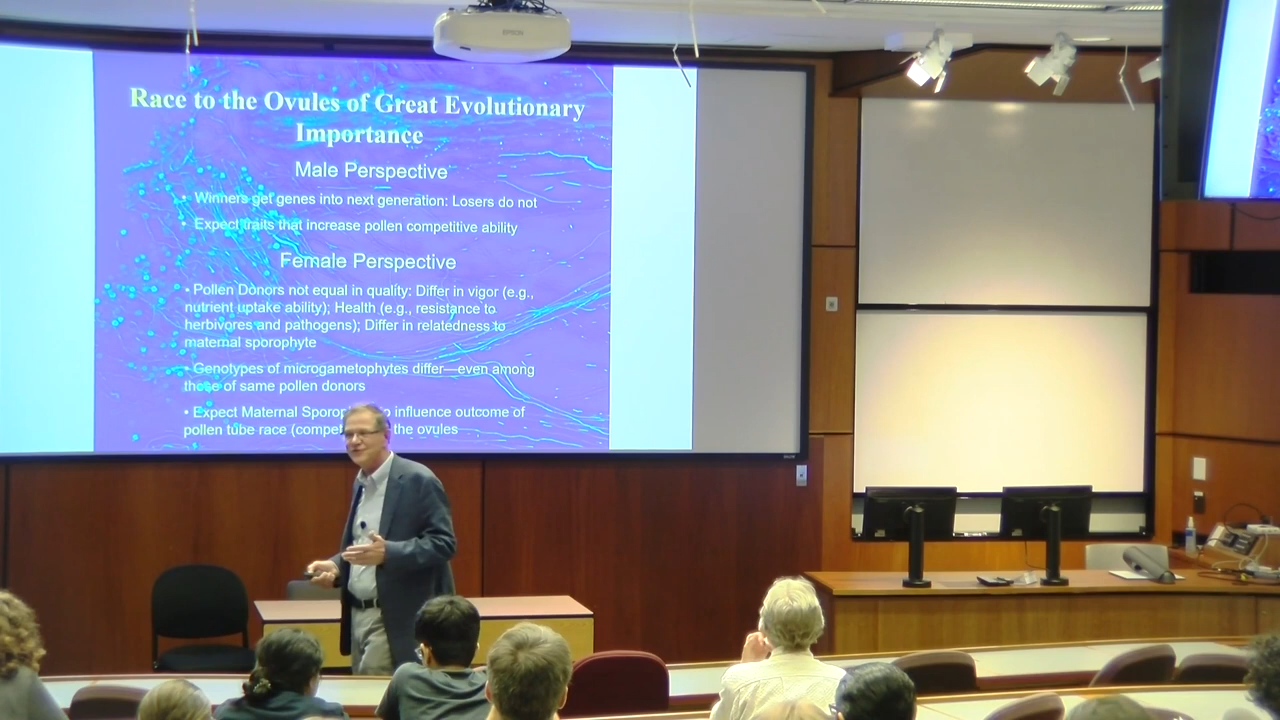 EPSON
Race to the Ovules of Great Evolutionary
Importance
Male Perspective
• Winners get genes into next generation: Losers do not
• Expect traits that increase pollen competitive ability
Female Perspective
• Pollen Donors not equal in quality: Differ in vigor (e.g.,
nutrient uptake ability); Health (e.g., resistance to
herbivores and pathogens); Differ in relatedness to
maternal sporophyte
• Genotypes of microgametophytes differ—even among
those of same pollen donors
• Expect Maternal influence outcome of
pollen tube race the ovules